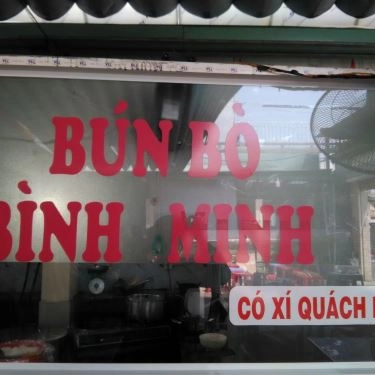 BÚN BÒ
BÌNH MINH
CÓ XÍ QUÁCH